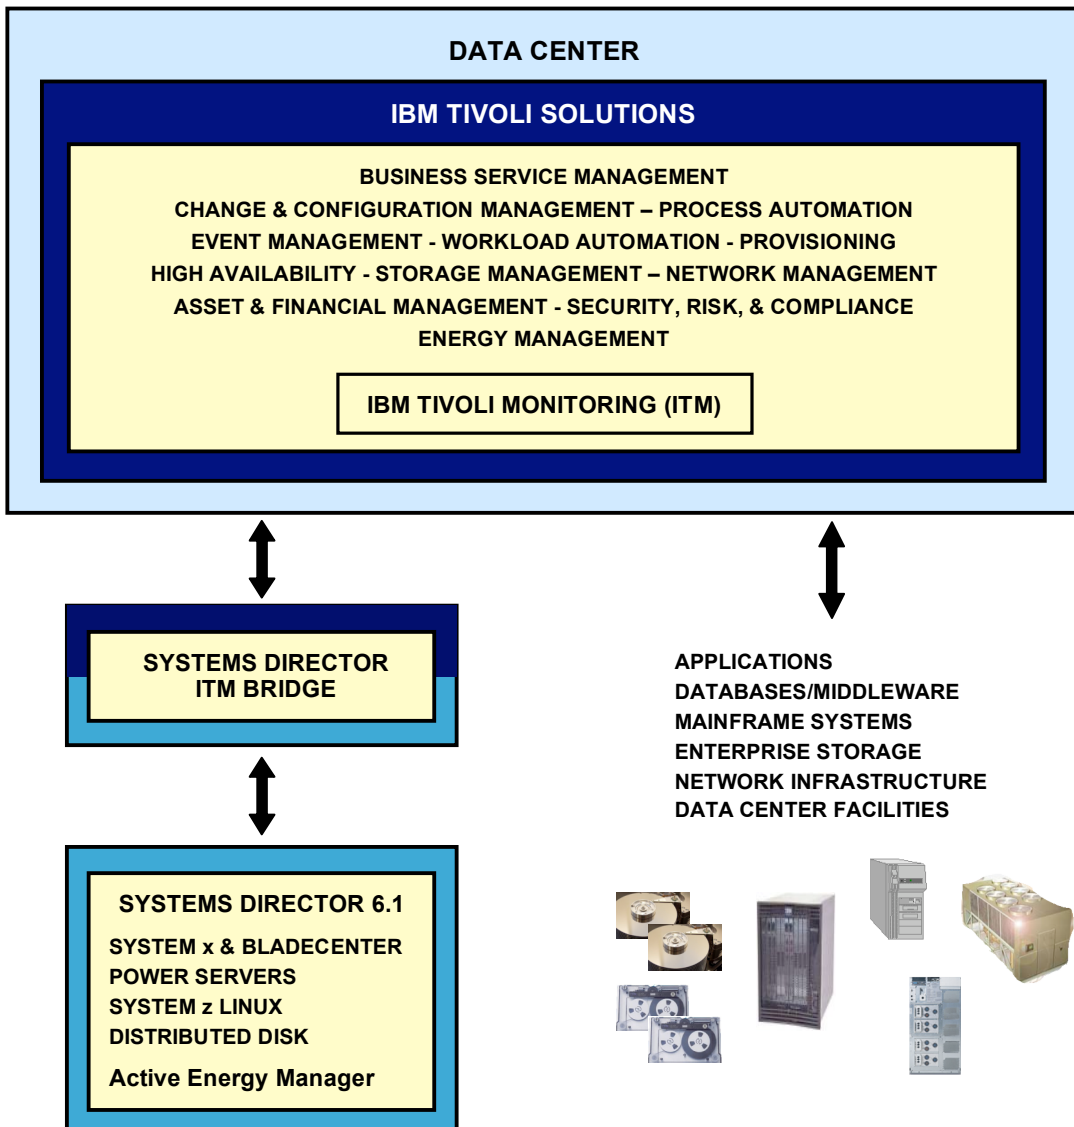 DATA CENTER
IBM TIVOLI SOLUTIONS
BUSINESS SERVICE MANAGEMENT
CHANGE & CONFIGURATION MANAGEMENT – PROCESS AUTOMATION
EVENT MANAGEMENT - WORKLOAD AUTOMATION - PROVISIONING
HIGH AVAILABILITY - STORAGE MANAGEMENT – NETWORK MANAGEMENT
ASSET & FINANCIAL MANAGEMENT - SECURITY, RISK, & COMPLIANCE
ENERGY MANAGEMENT
IBM TIVOLI MONITORING (ITM)
SYSTEMS DIRECTOR
ITM BRIDGE
SYSTEMS DIRECTOR 6.1
SYSTEM x & BLADECENTER
POWER SERVERS
SYSTEM z LINUX
DISTRIBUTED DISK
Active Energy Manager
APPLICATIONS
DATABASES/MIDDLEWARE
MAINFRAME SYSTEMS
ENTERPRISE STORAGE
NETWORK INFRASTRUCTURE
DATA CENTER FACILITIES